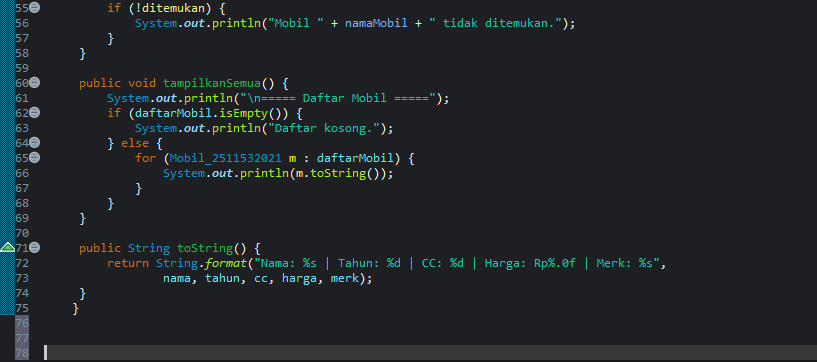 55 if (!ditemukan) {
56 System.out.println("Mobil " + namaMobil + " tidak ditemukan.");
57 }
58 }
59
60 public void tampilkanSemua() {
61 System.out.println("\n===== Daftar Mobil =====");
62 if (daftarMobil.isEmpty()) {
63 System.out.println("Daftar kosong.");
64 } else {
65 for (Mobil_2511532021 m : daftarMobil) {
66 System.out.println(m.toString());
67 }
68 }
69 }
70
71 public String toString() {
72 return String.format("Nama: %s | Tahun: %d | CC: %d | Harga: Rp%.0f | Merk: %s",
73 nama, tahun, cc, harga, merk);
74 }
75 }
76
77
78